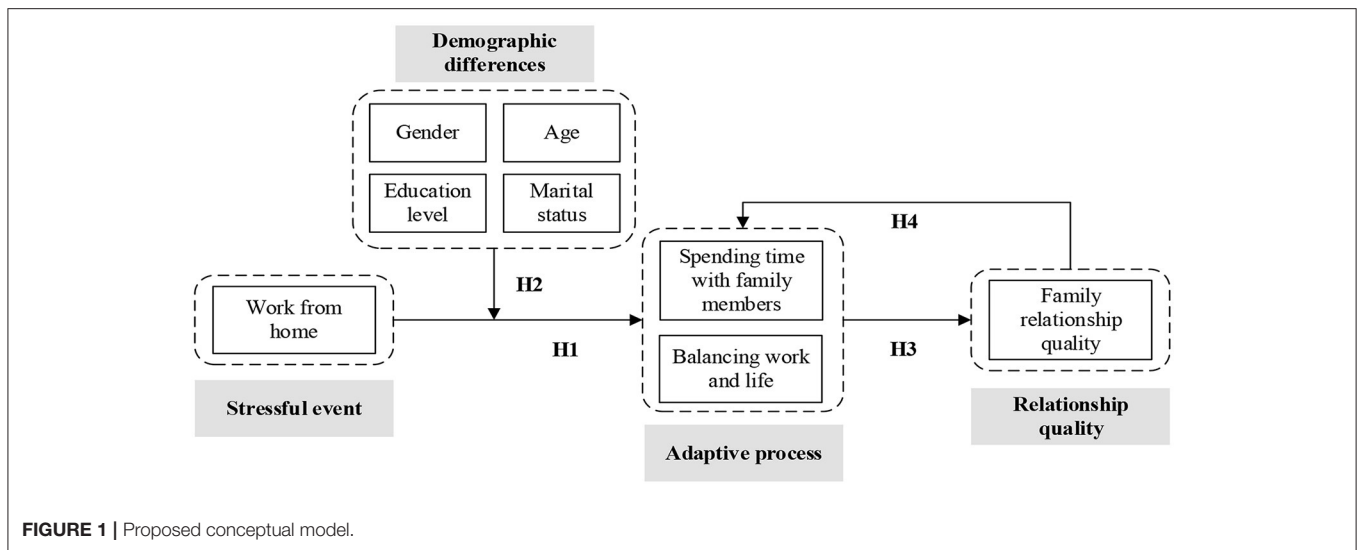 Demographic
differences
Gender
Age
Education
level
Marital
status
H2
Work from
home
Stressful event
H1
Spending time
with family
members
Balancing work
and life
Adaptive process
H4
H3
Family
relationship
quality
Relationship
quality
FIGURE 1 | Proposed conceptual model.